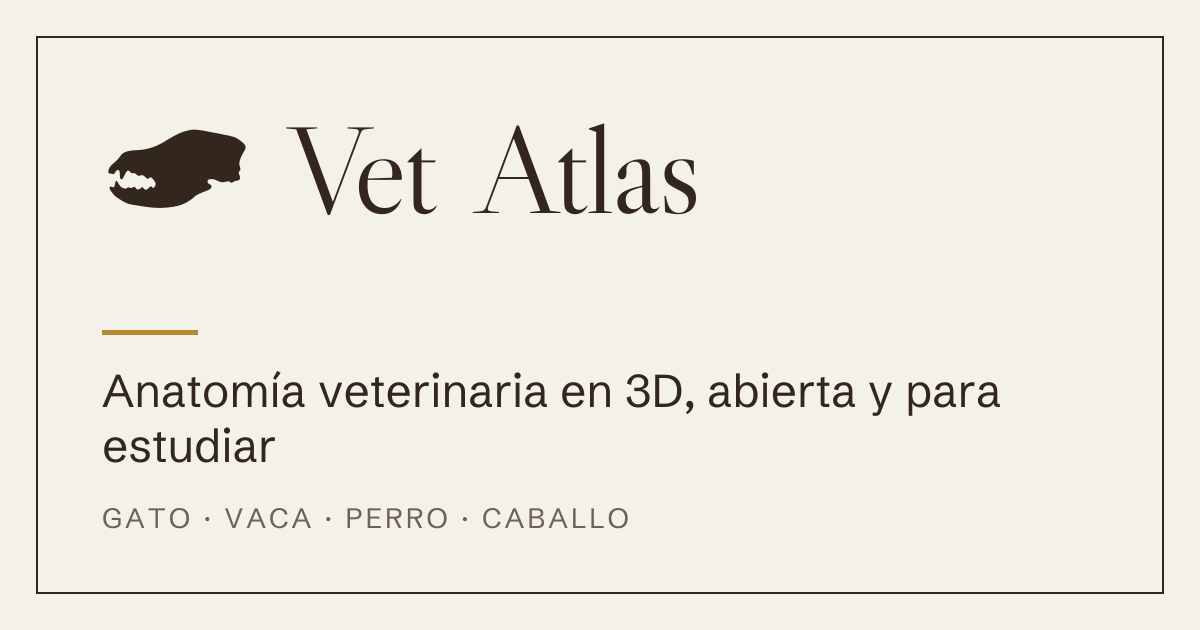 Vet Atlas
Anatomía veterinaria en 3D, abierta y para
estudiar
GATO · VACA · PERRO · CABALLO